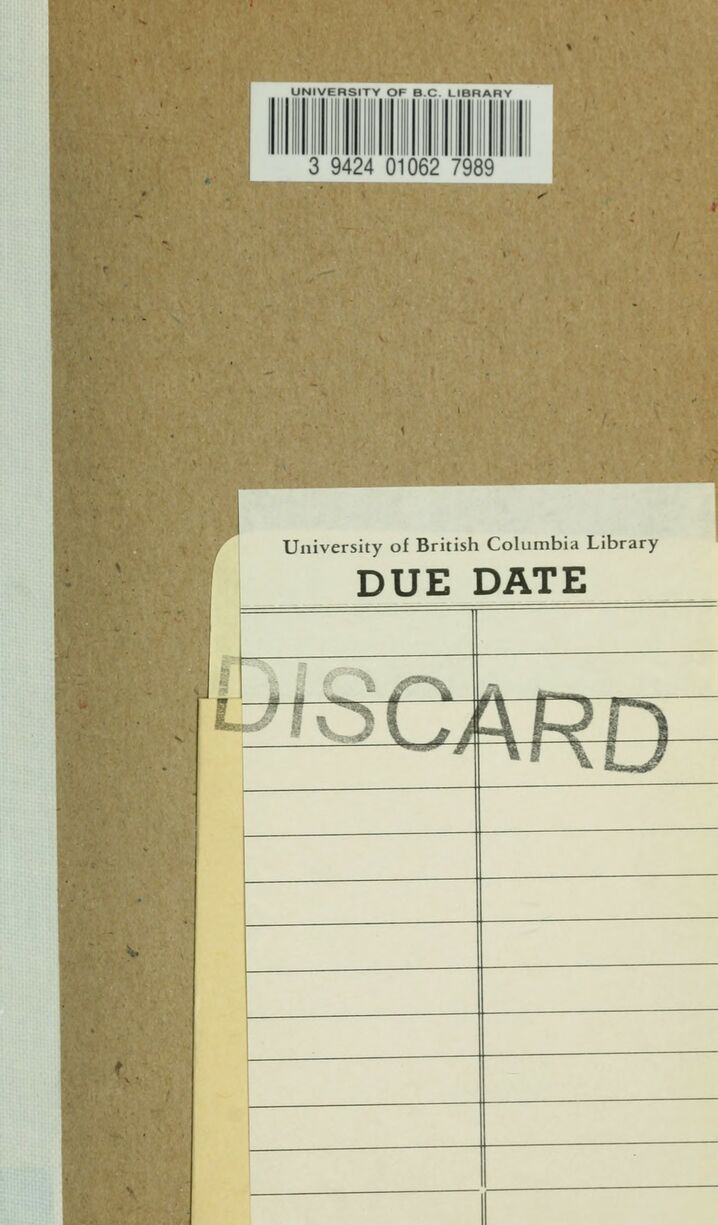 UNIVERSITY OF B.C. LIBRARY
3 9424 01062 7989
University of British Columbia Library
DUE DATE
DISCARD